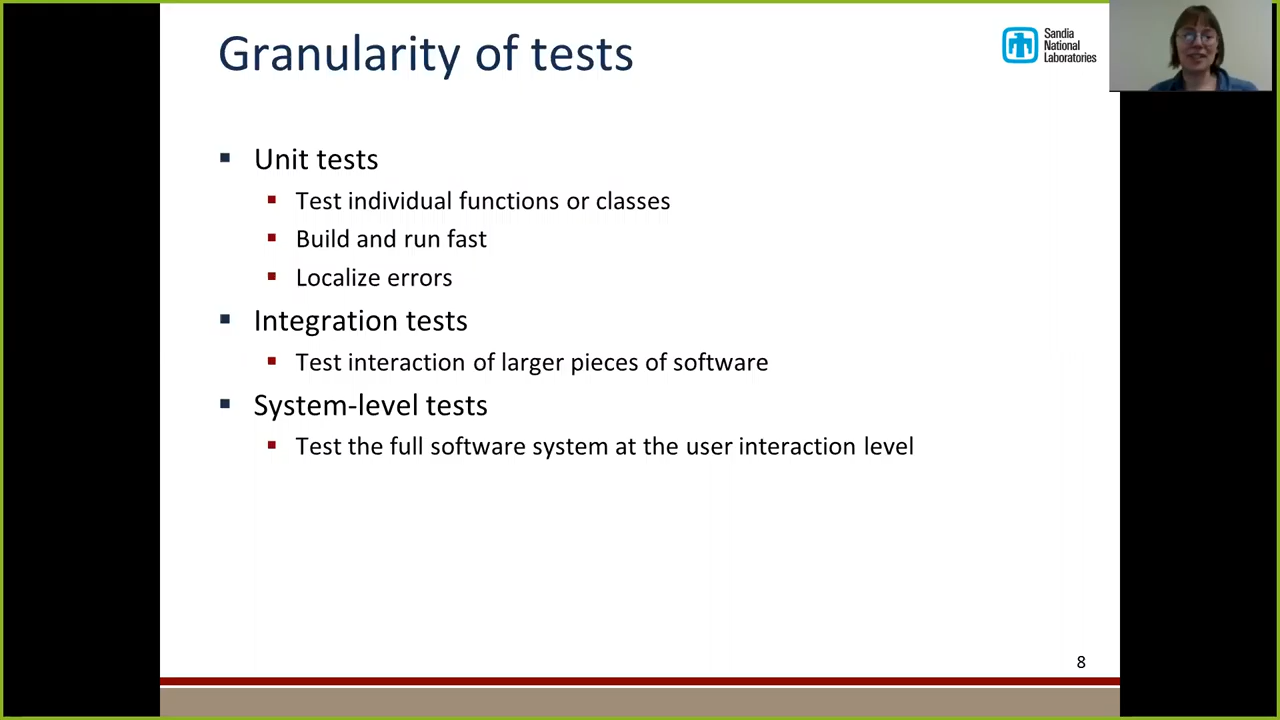 Granularity of tests
Sandia
National
Laboratories
Unit tests
Test individual functions or classes
Build and run fast
Localize errors
Integration tests
Test interaction of larger pieces of software
System-level tests
Test the full software system at the user interaction level
8